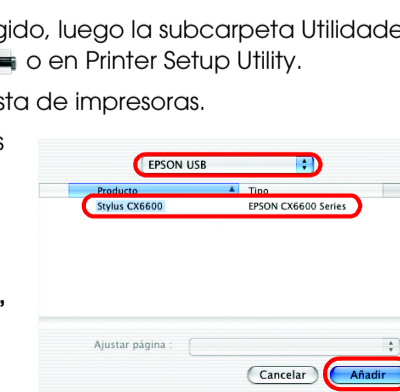 gido, luego la subcarpeta Utilidade
o en Printer Setup Utility.
sta de impresoras.
s
EPSON USB
Producto Tipo
Stylus CX6600 EPSON CX6600 Series
,
Ajustar página :
Cancelar Añadir